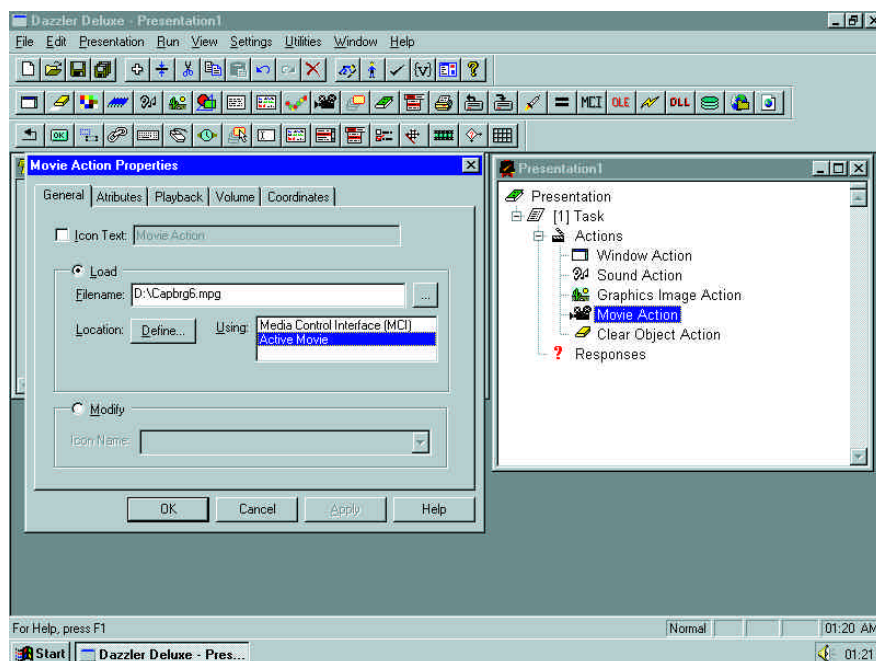 Dazzler Deluxe - Presentation1
File Edit Presentation Run View Settings Utilities Window Help
MCI OLE DLL
OK
Movie Action Properties
General Atributes Playback Volume Coordinates
Icon Text: Movie Action
Load
Filename: D:\Capbrg6.mpg ...
Location: Define... Using: Media Control Interface (MCI)
Active Movie
Modify
Icon Name:
OK Cancel Apply Help
Presentation1
Presentation
[1] Task
Actions
Window Action
Sound Action
Graphics Image Action
Movie Action
Clear Object Action
? Responses
For Help, press F1 Normal 01:20 AM
Start Dazzler Deluxe - Pres... 01:21